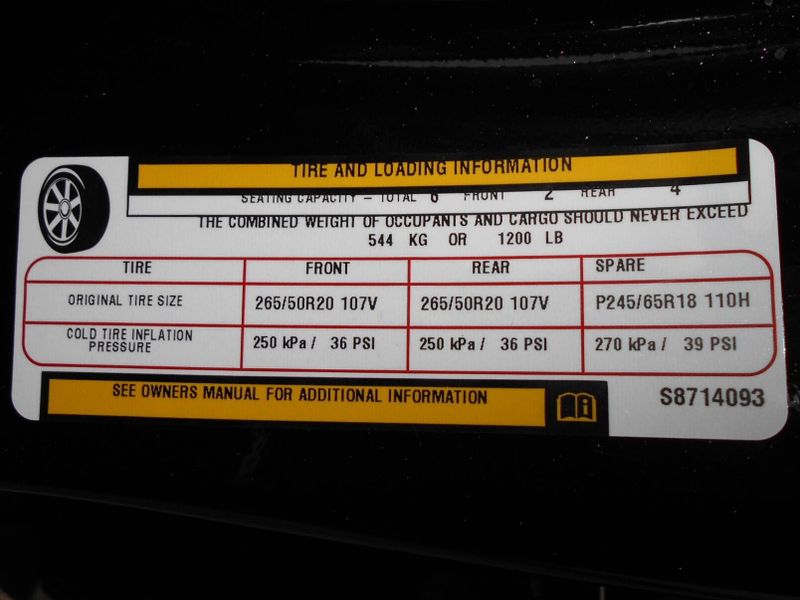 TIRE AND LOADING INFORMATION
SEATING CAPACITY – TOTAL 6 FRONT 2 REAR 4
THE COMBINED WEIGHT OF OCCUPANTS AND CARGO SHOULD NEVER EXCEED
544 KG OR 1200 LB
TIRE FRONT REAR SPARE
ORIGINAL TIRE SIZE 265/50R20 107V 265/50R20 107V P245/65R18 110H
COLD TIRE INFLATION
PRESSURE 250 kPa / 36 PSI 250 kPa / 36 PSI 270 kPa / 39 PSI
SEE OWNERS MANUAL FOR ADDITIONAL INFORMATION
S8714093